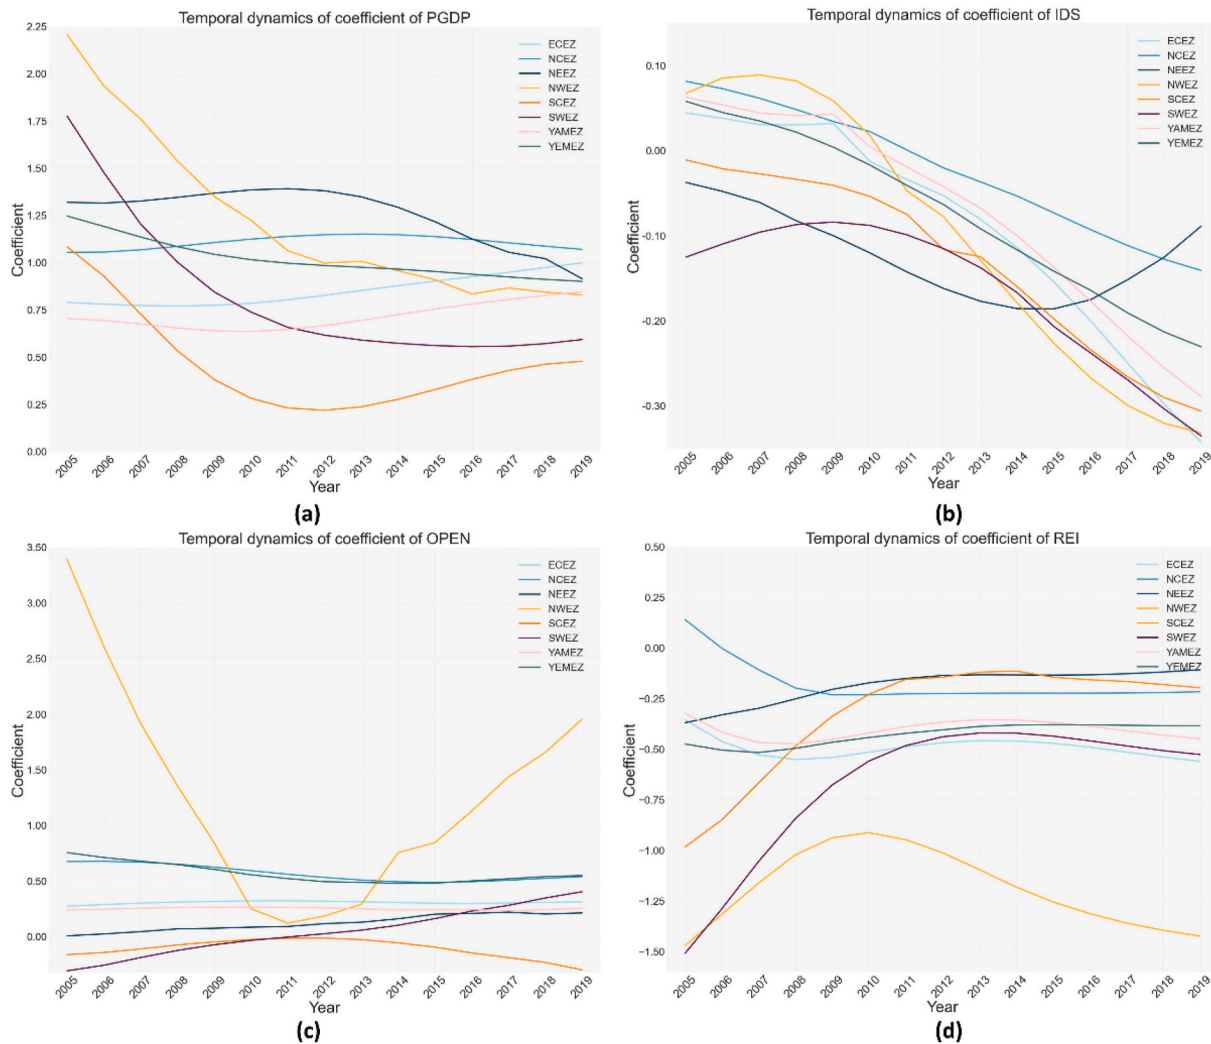 Temporal dynamics of coefficient of PGDP
2.25
2.00
1.75
1.50
1.25
1.00
0.75
0.50
0.25
0.00
Coefficient
ECEZ
NCEZ
NEEZ
NWEZ
SCEZ
SWEZ
YAMEZ
YEMEZ
2005 2006 2007 2008 2009 2010 2011 2012 2013 2014 2015 2016 2017 2018 2019
Year
(a)
Temporal dynamics of coefficient of IDS
0.10
0.00
-0.10
-0.20
-0.30
Coefficient
ECEZ
NCEZ
NEEZ
NWEZ
SCEZ
SWEZ
YAMEZ
YEMEZ
2005 2006 2007 2008 2009 2010 2011 2012 2013 2014 2015 2016 2017 2018 2019
Year
(b)
Temporal dynamics of coefficient of OPEN
3.50
3.00
2.50
2.00
1.50
1.00
0.50
0.00
Coefficient
ECEZ
NCEZ
NEEZ
NWEZ
SCEZ
SWEZ
YAMEZ
YEMEZ
2005 2006 2007 2008 2009 2010 2011 2012 2013 2014 2015 2016 2017 2018 2019
Year
(c)
Temporal dynamics of coefficient of REI
0.50
0.25
0.00
−0.25
−0.50
−0.75
−1.00
−1.25
−1.50
Coefficient
ECEZ
NCEZ
NEEZ
NWEZ
SCEZ
SWEZ
YAMEZ
YEMEZ
2005 2006 2007 2008 2009 2010 2011 2012 2013 2014 2015 2016 2017 2018 2019
Year
(d)